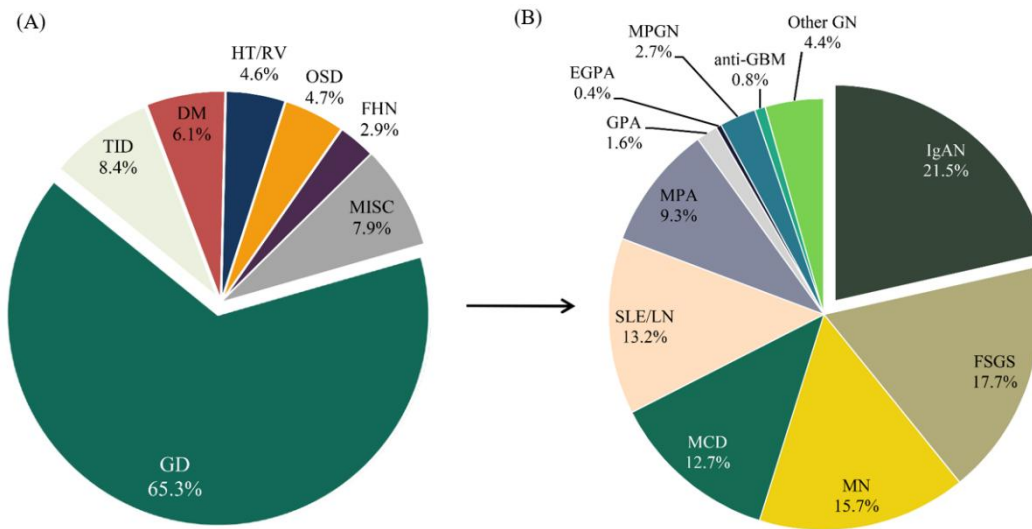 (A)
HT/RV
4.6%
OSD
4.7%
FHN
2.9%
DM
6.1%
TID
8.4%
MISC
7.9%
GD
65.3%
(B)
Other GN
4.4%
MPGN
2.7%
anti-GBM
0.8%
EGPA
0.4%
GPA
1.6%
IgAN
21.5%
MPA
9.3%
SLE/LN
13.2%
FSGS
17.7%
MCD
12.7%
MN
15.7%